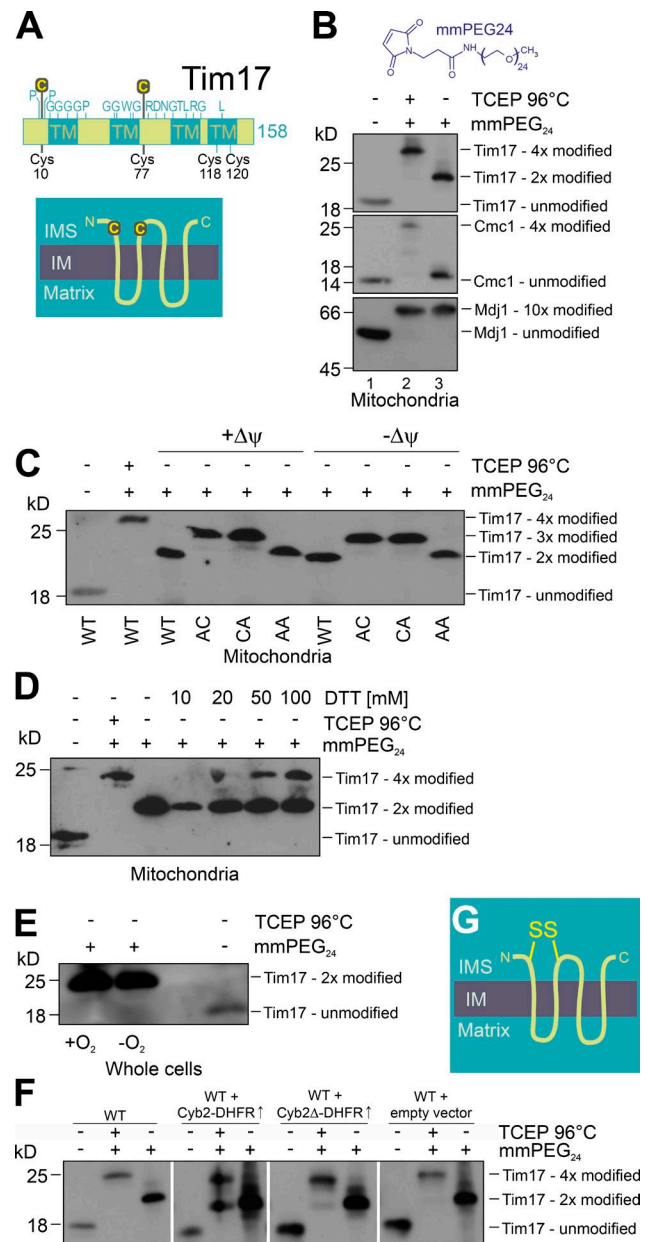 A
Tim17
C C
P P GGGGP GGWG RDNGTLRG L
TM TM TM TM 158
Cys Cys Cys Cys
10 77 118 120
N C C C
IMS
IM
Matrix
B
mmPEG24
O N O O NH O CH3 24
- + - TCEP 96°C
- + + mmPEG24
kD
25
18
Tim17 - 4x modified
Tim17 - 2x modified
Tim17 - unmodified
25
18
14
Cmc1 - 4x modified
Cmc1 - unmodified
66
45
Mdj1 - 10x modified
Mdj1 - unmodified
1 2 3
Mitochondria
C
+Δψ -Δψ
- + - - - - - - - - TCEP 96°C
- + + + + + + + + + mmPEG24
kD
25
18
Tim17 - 4x modified
Tim17 - 3x modified
Tim17 - 2x modified
Tim17 - unmodified
WT WT WT AC CA AA WT AC CA AA
Mitochondria
D
- - - 10 20 50 100 DTT [mM]
- + - - - - - TCEP 96°C
- + + + + + + mmPEG24
kD
25
18
Tim17 - 4x modified
Tim17 - 2x modified
Tim17 - unmodified
Mitochondria
E
- - - TCEP 96°C
+ + - mmPEG24
kD
25
18
Tim17 - 2x modified
Tim17 - unmodified
+O2 -O2
Whole cells
G
SS
N C
IMS
IM
Matrix
F
WT WT + Cyb2-DHFR↑ WT + Cyb2Δ-DHFR↑ WT + empty vector
- + - - + - - + - - + - TCEP 96°C
- + + - + + - + + - + + mmPEG24
kD
25
18
Tim17 - 4x modified
Tim17 - 2x modified
Tim17 - unmodified